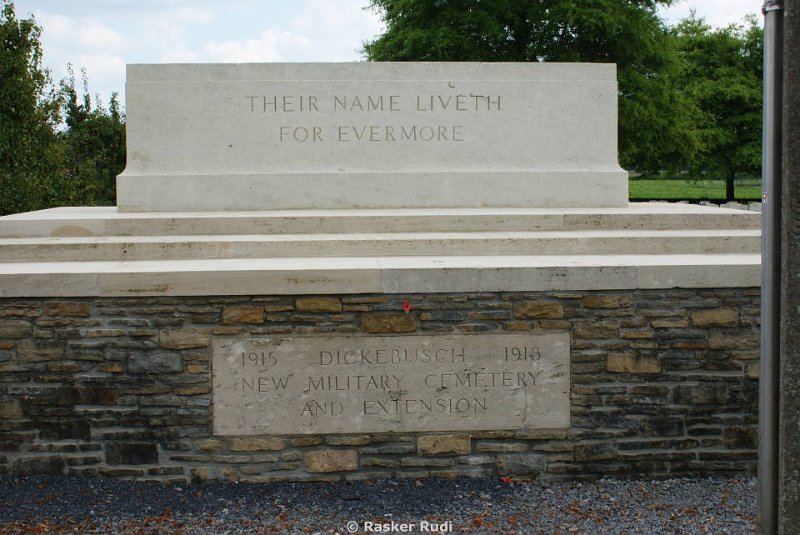 THEIR NAME LIVETH
FOR EVERMORE
1915 DICKEBUSCH 1918
NEW MILITARY CEMETERY
AND EXTENSION
© Rasker Rudi